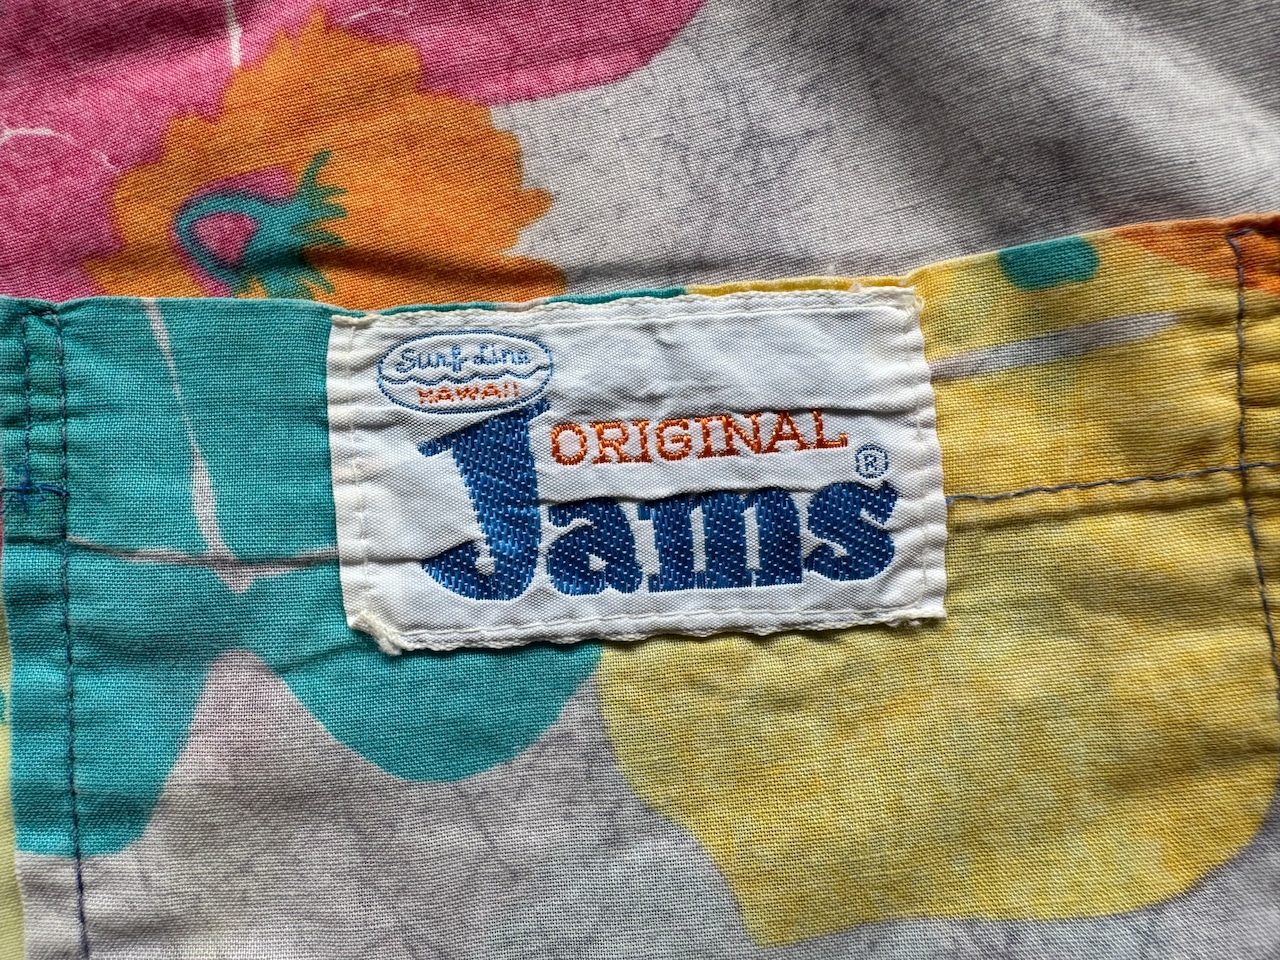 Surf Line
HAWAII
ORIGINAL
Jams ®